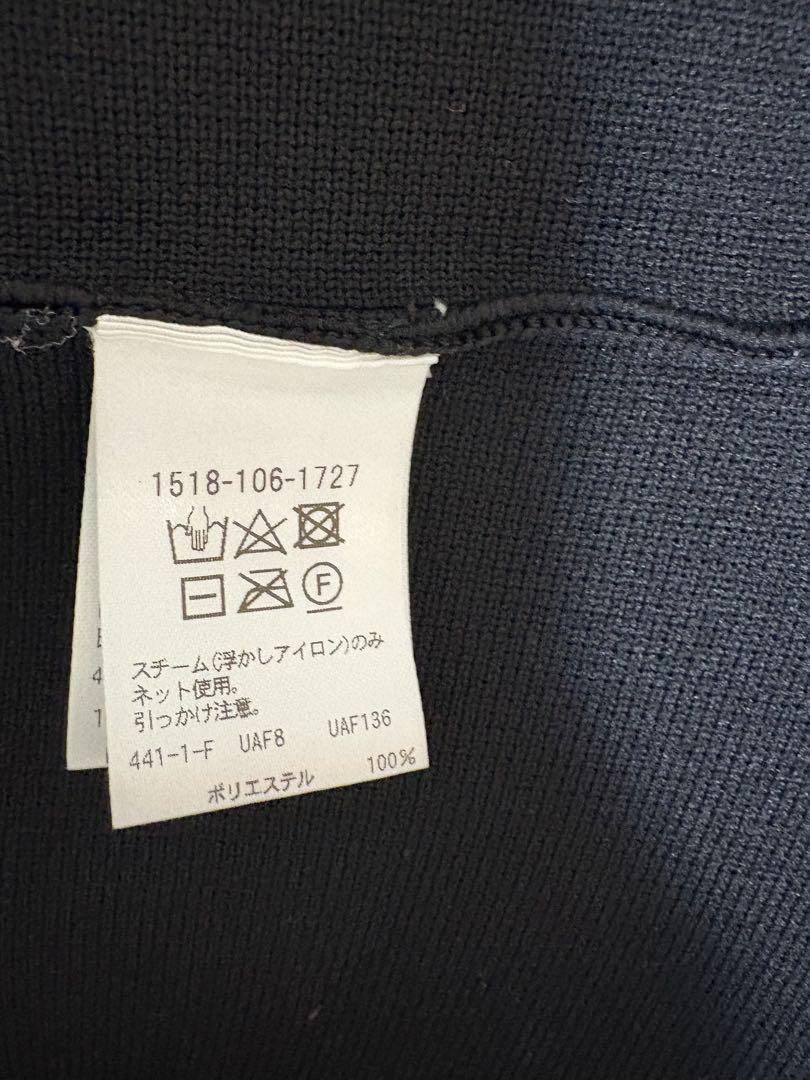 1518-106-1727
F
スチーム(浮かしアイロン)のみ
ネット使用。
引っかけ注意。
441-1-F UAF8 UAF136
ポリエステル 100%